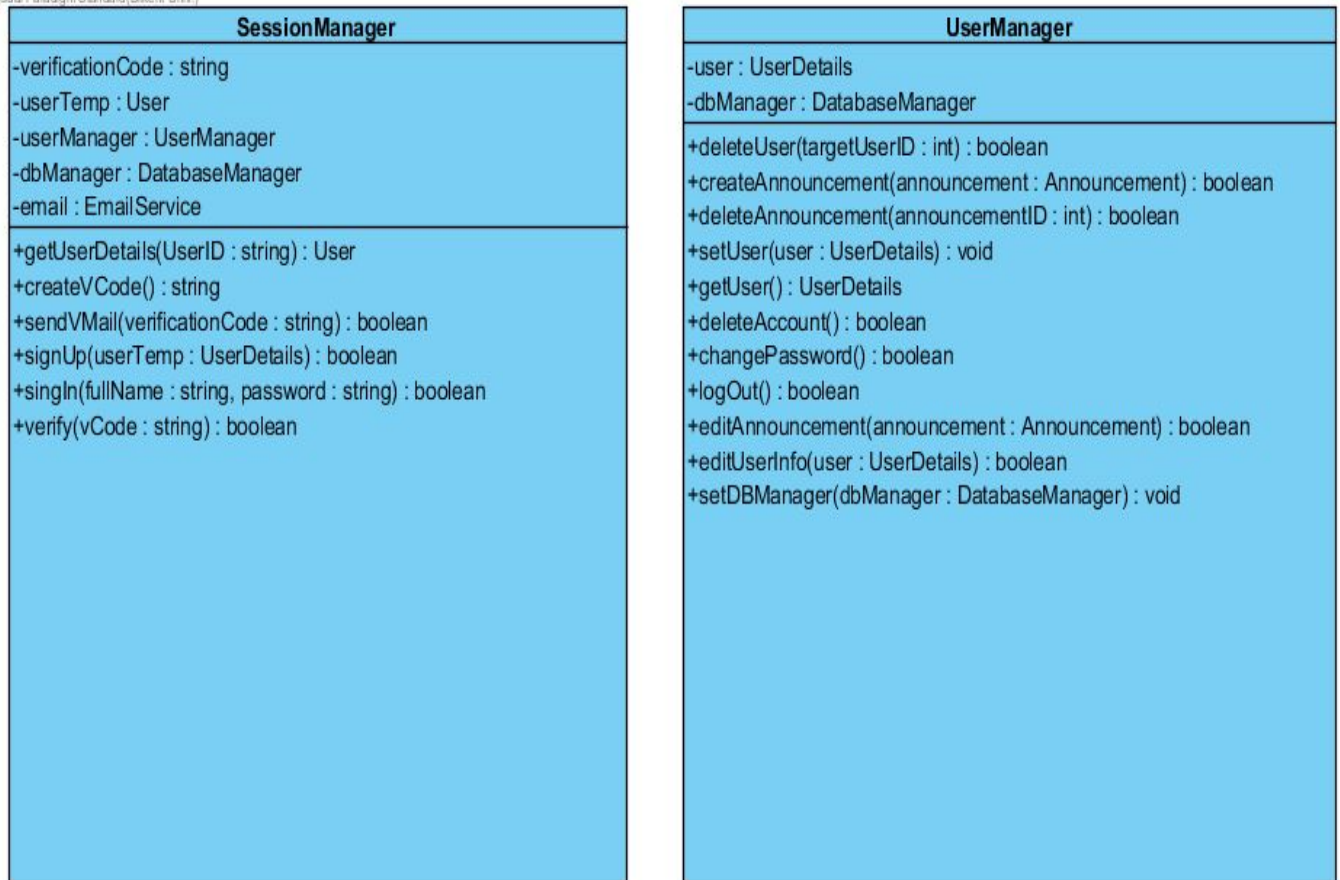 SessionManager
-verificationCode : string
-userTemp : User
-userManager : UserManager
-dbManager : DatabaseManager
-email : EmailService
+getUserDetails(UserID : string) : User
+createVCode() : string
+sendVMail(verificationCode : string) : boolean
+signUp(userTemp : UserDetails) : boolean
+singIn(fullName : string, password : string) : boolean
+verify(vCode : string) : boolean
UserManager
-user : UserDetails
-dbManager : DatabaseManager
+deleteUser(targetUserID : int) : boolean
+createAnnouncement(announcement : Announcement) : boolean
+deleteAnnouncement(announcementID : int) : boolean
+setUser(user : UserDetails) : void
+getUser() : UserDetails
+deleteAccount() : boolean
+changePassword() : boolean
+logOut() : boolean
+editAnnouncement(announcement : Announcement) : boolean
+editUserInfo(user : UserDetails) : boolean
+setDBManager(dbManager : DatabaseManager) : void